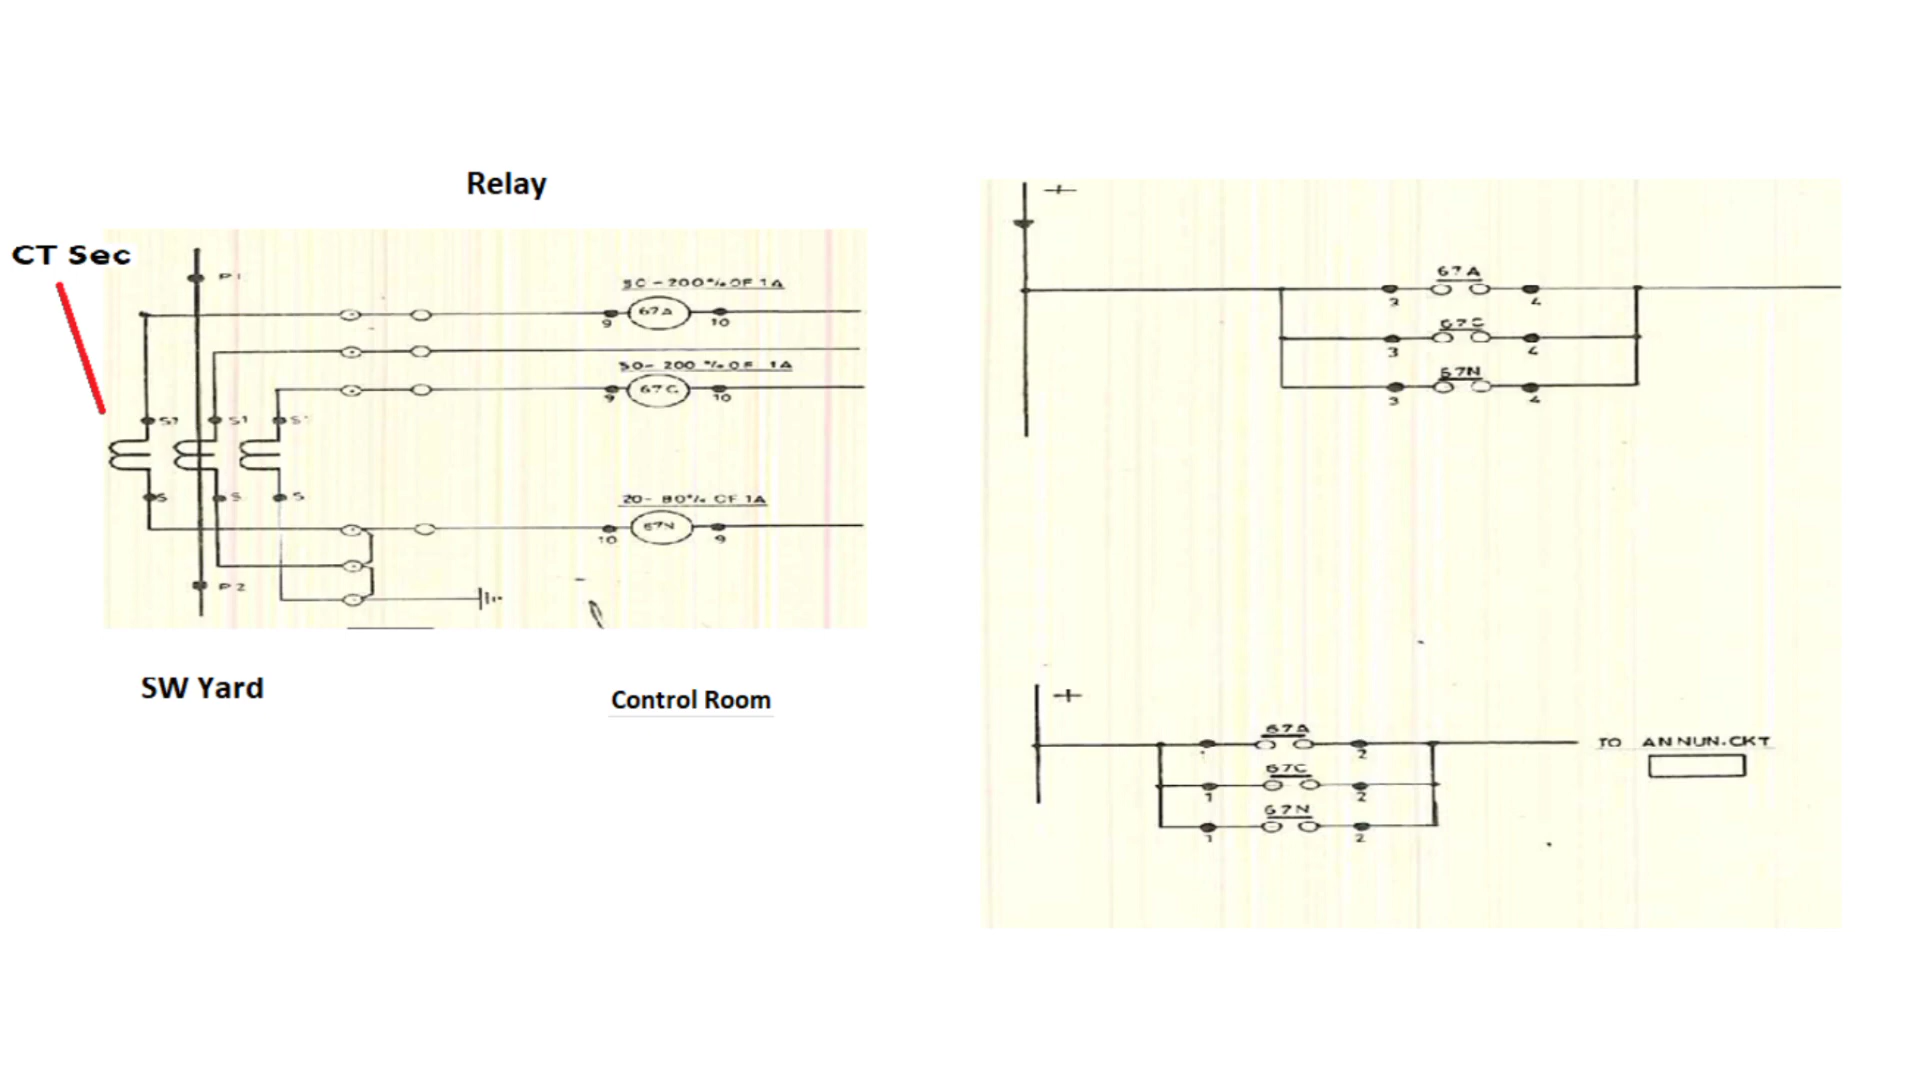 Relay
CT Sec
P1
50-200% OF 1A
67A
9
10
50-200% OF 1A
67C
9
10
S1
S1
S
S
S
20-80% OF 1A
67N
10
9
P2
SW Yard
Control Room
+
67A
3
4
67C
3
4
67N
3
4
+
67A
2
TO ANNUN.CKT
67C
1
2
67N
1
2